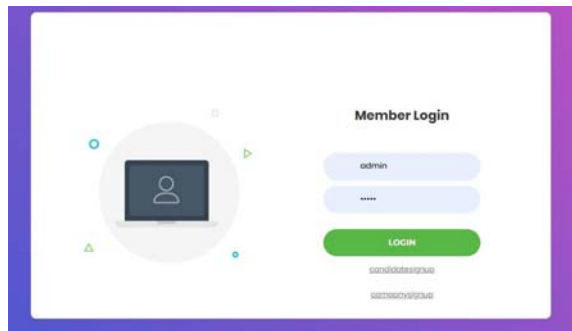 Member Login
admin
•••••
LOGIN
candidatesignup
companysignup